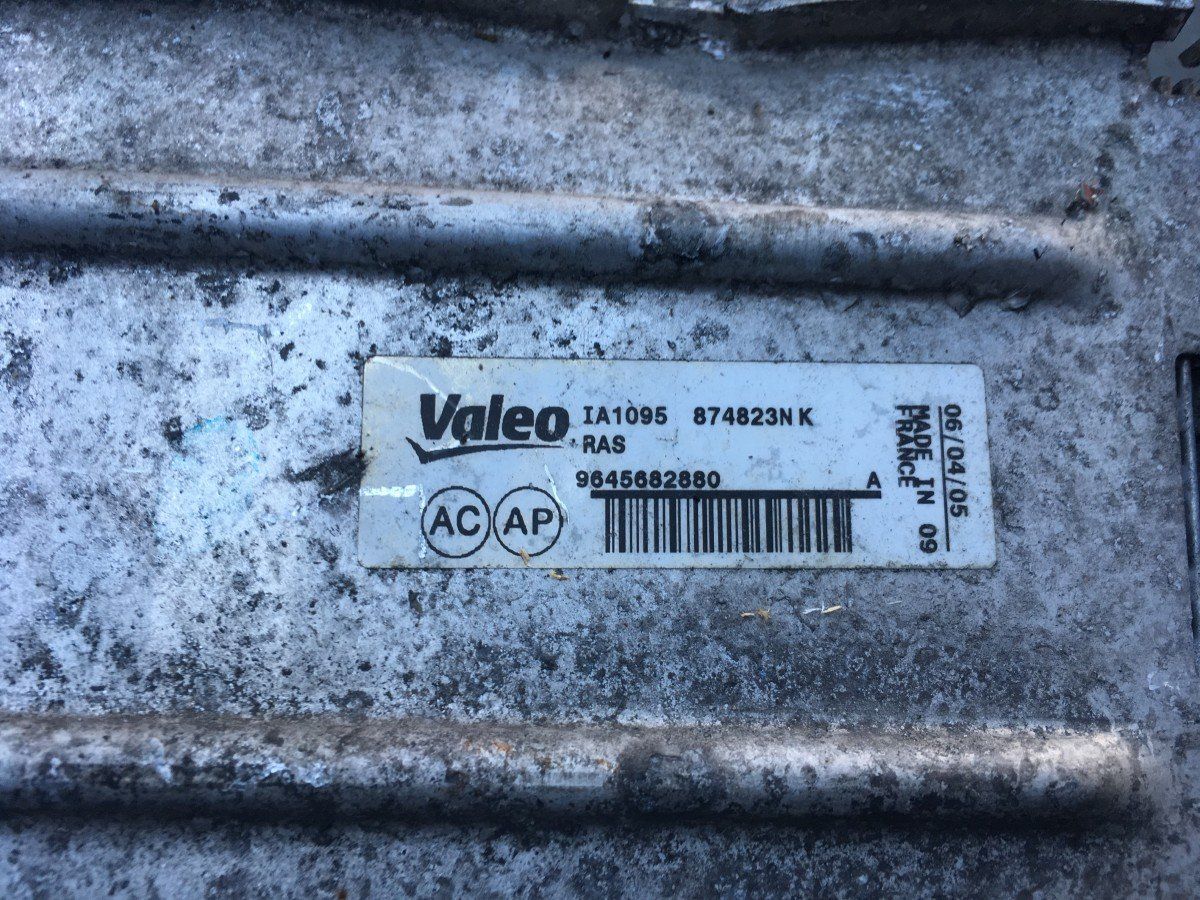 Valeo
IA1095 874823N K
RAS
9645682880 A
AC AP
06/04/05
MADE IN 09
FRANCE